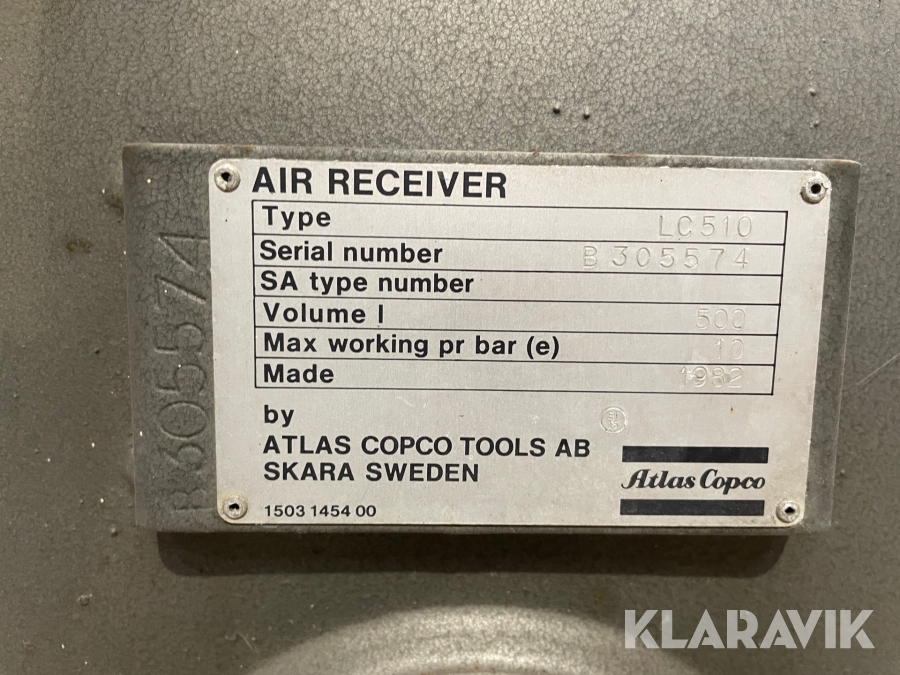 AIR RECEIVER
Type LC510
Serial number B 305574
SA type number
Volume l 500
Max working pr bar (e) 10
Made 1982
by
ATLAS COPCO TOOLS AB
SKARA SWEDEN
1503 1454 00
Atlas Copco
B305574
KLARAVIK